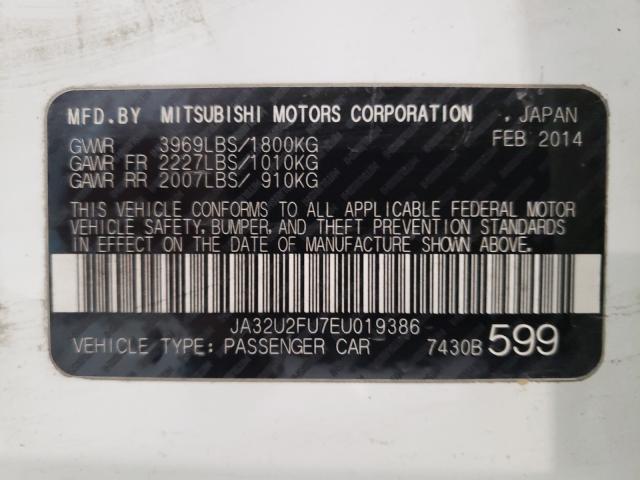 MFD.BY MITSUBISHI MOTORS CORPORATION , JAPAN
GVWR 3969LBS/1800KG FEB 2014
GAWR FR 2227LBS/1010KG
GAWR RR 2007LBS/ 910KG
THIS VEHICLE CONFORMS TO ALL APPLICABLE FEDERAL MOTOR
VEHICLE SAFETY, BUMPER, AND THEFT PREVENTION STANDARDS
IN EFFECT ON THE DATE OF MANUFACTURE SHOWN ABOVE.
JA32U2FU7EU019386
VEHICLE TYPE: PASSENGER CAR 7430B 599